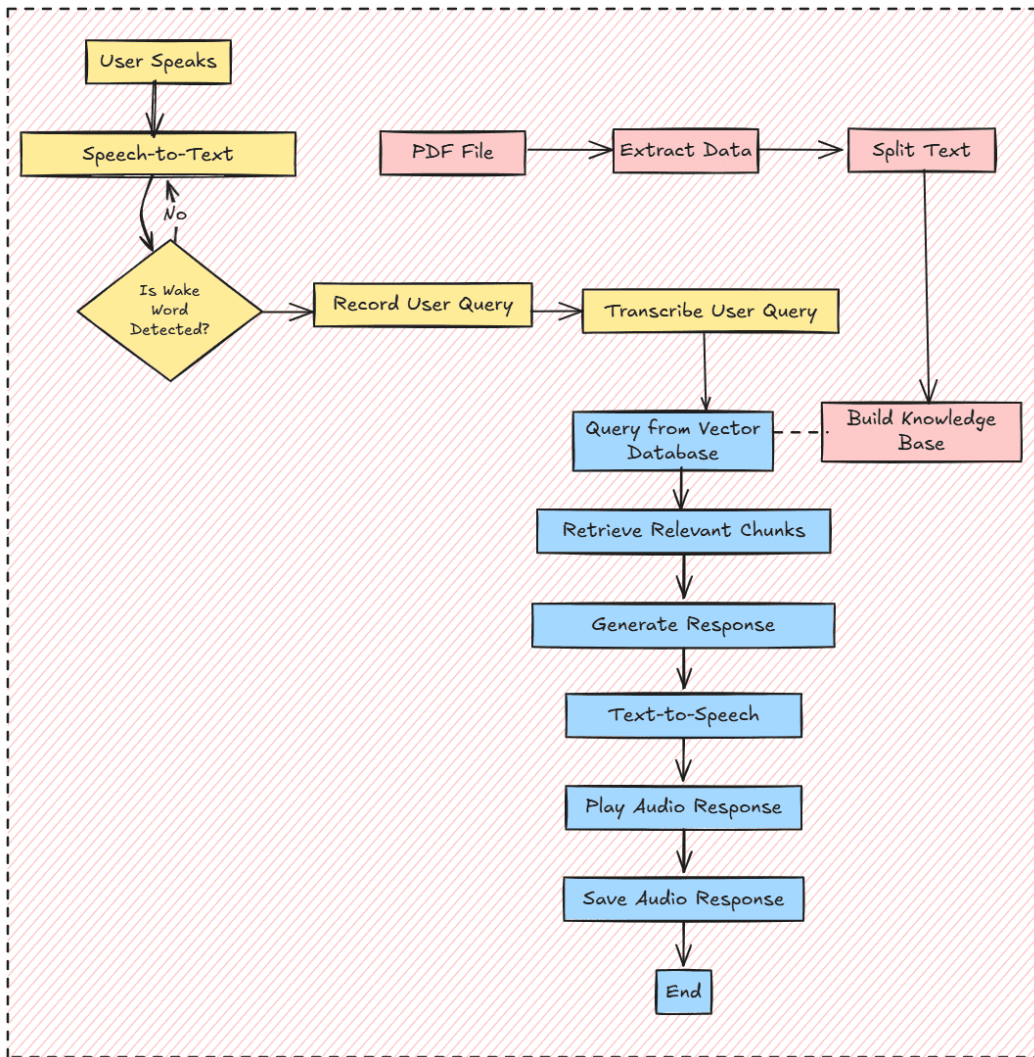 User Speaks
Speech-to-Text
PDF File
Extract Data
Split Text
No
Is Wake
Word
Detected?
Record User Query
Transcribe User Query
Query from Vector
Database
Build Knowledge
Base
Retrieve Relevant Chunks
Generate Response
Text-to-Speech
Play Audio Response
Save Audio Response
End